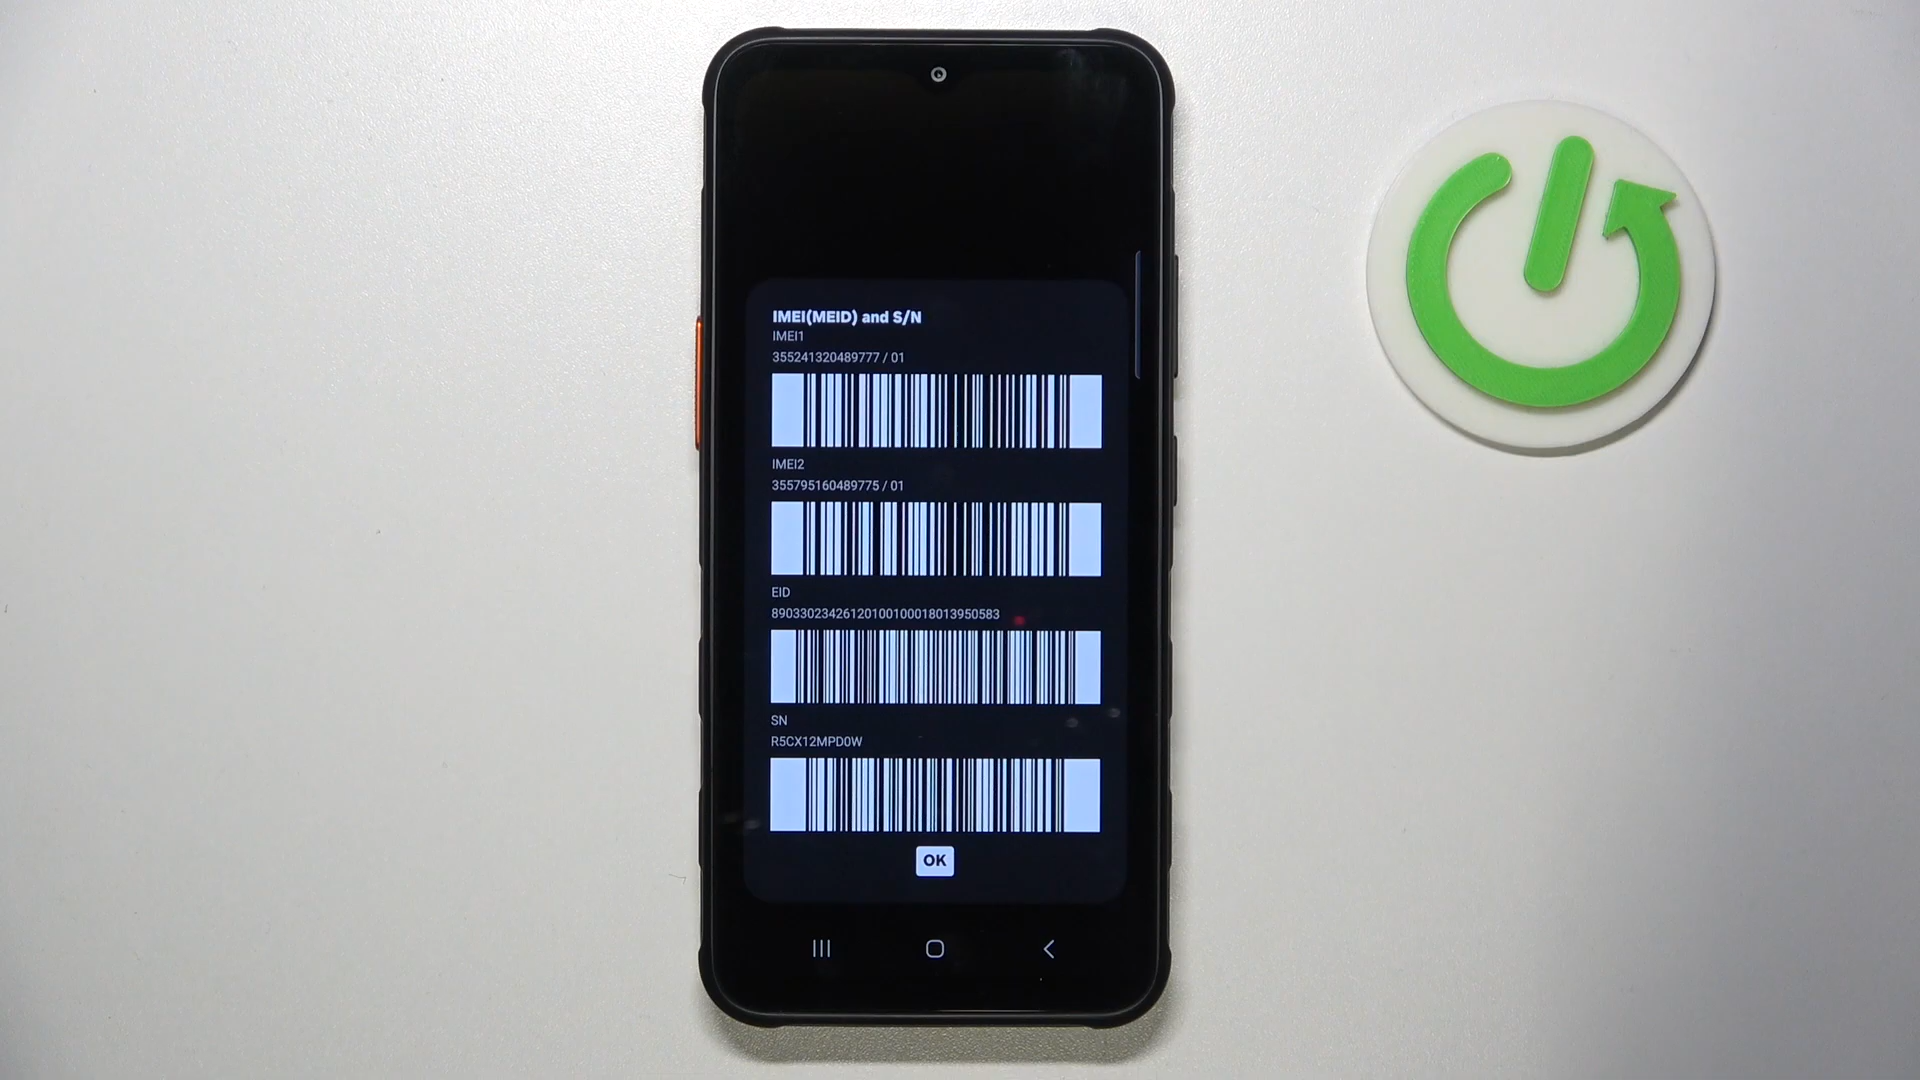 IMEI(MEID) and S/N
IMEI1
355241320489777 / 01
IMEI2
355795160489775 / 01
EID
89033023426120100100018013950583
SN
R5CX12MPD0W
OK